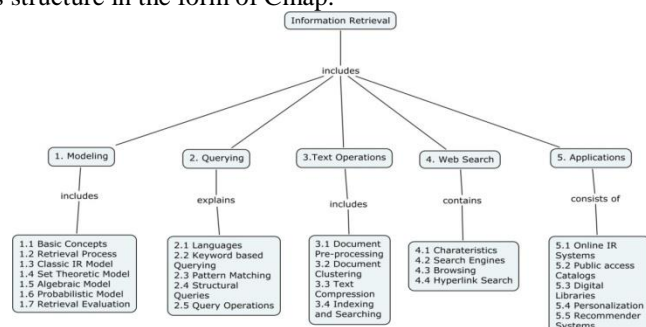 s structure in the form of Cmap.
Information Retrieval
includes
1. Modeling
2. Querying
3.Text Operations
4. Web Search
5. Applications
includes
explains
includes
contains
consists of
1.1 Basic Concepts
1.2 Retrieval Process
1.3 Classic IR Model
1.4 Set Theoretic Model
1.5 Algebraic Model
1.6 Probabilistic Model
1.7 Retrieval Evaluation
2.1 Languages
2.2 Keyword based
Querying
2.3 Pattern Matching
2.4 Structural
Queries
2.5 Query Operations
3.1 Document
Pre-processing
3.2 Document
Clustering
3.3 Text
Compression
3.4 Indexing
and Searching
4.1 Charateristics
4.2 Search Engines
4.3 Browsing
4.4 Hyperlink Search
5.1 Online IR
Systems
5.2 Public access
Catalogs
5.3 Digital
Libraries
5.4 Personalization
5.5 Recommender
Systems